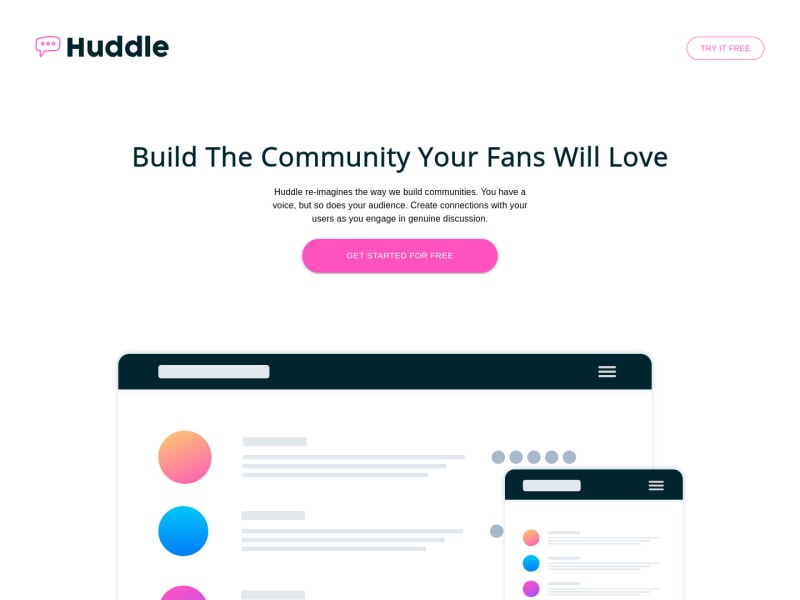 Huddle
TRY IT FREE
Build The Community Your Fans Will Love
Huddle re-imagines the way we build communities. You have a
voice, but so does your audience. Create connections with your
users as you engage in genuine discussion.
GET STARTED FOR FREE